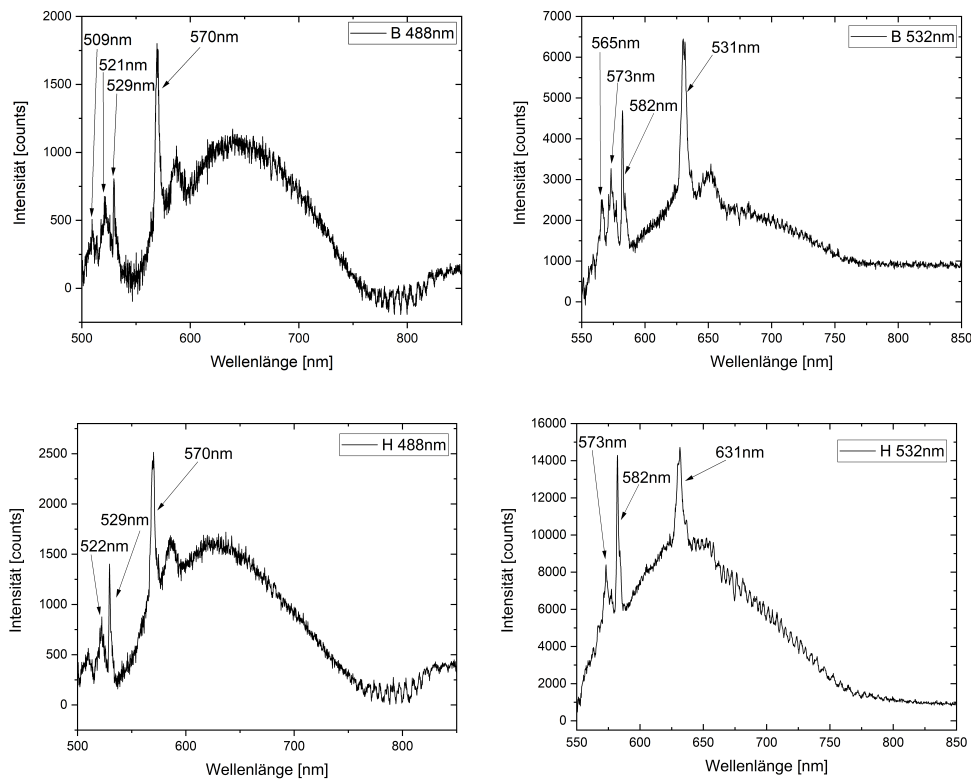 B 488nm
509nm
521nm
529nm
570nm
2000
1500
1000
500
0
Intensität [counts]
500 600 700 800
Wellenlänge [nm]
B 532nm
565nm
573nm
582nm
531nm
7000
6000
5000
4000
3000
2000
1000
0
Intensität [counts]
550 600 650 700 750 800 850
Wellenlänge [nm]
H 488nm
522nm
529nm
570nm
2500
2000
1500
1000
500
0
Intensität [counts]
500 600 700 800
Wellenlänge [nm]
H 532nm
573nm
582nm
631nm
16000
14000
12000
10000
8000
6000
4000
2000
0
Intensität [counts]
550 600 650 700 750 800 850
Wellenlänge [nm]